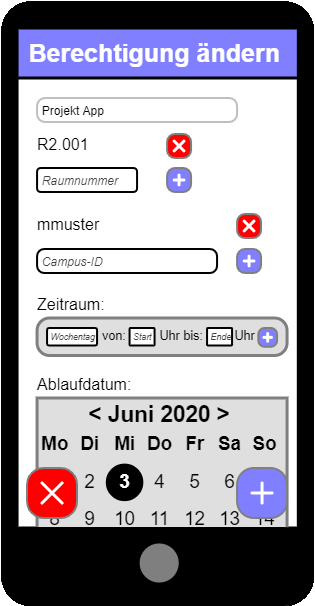 Berechtigung ändern
Projekt App
R2.001
Raumnummer
mmuster
Campus-ID
Zeitraum:
Wochentag von: Start Uhr bis: Ende Uhr
Ablaufdatum:
< Juni 2020 >
Mo Di Mi Do Fr Sa So
2 3 4 5 6
8 9 10 11 12 13 14